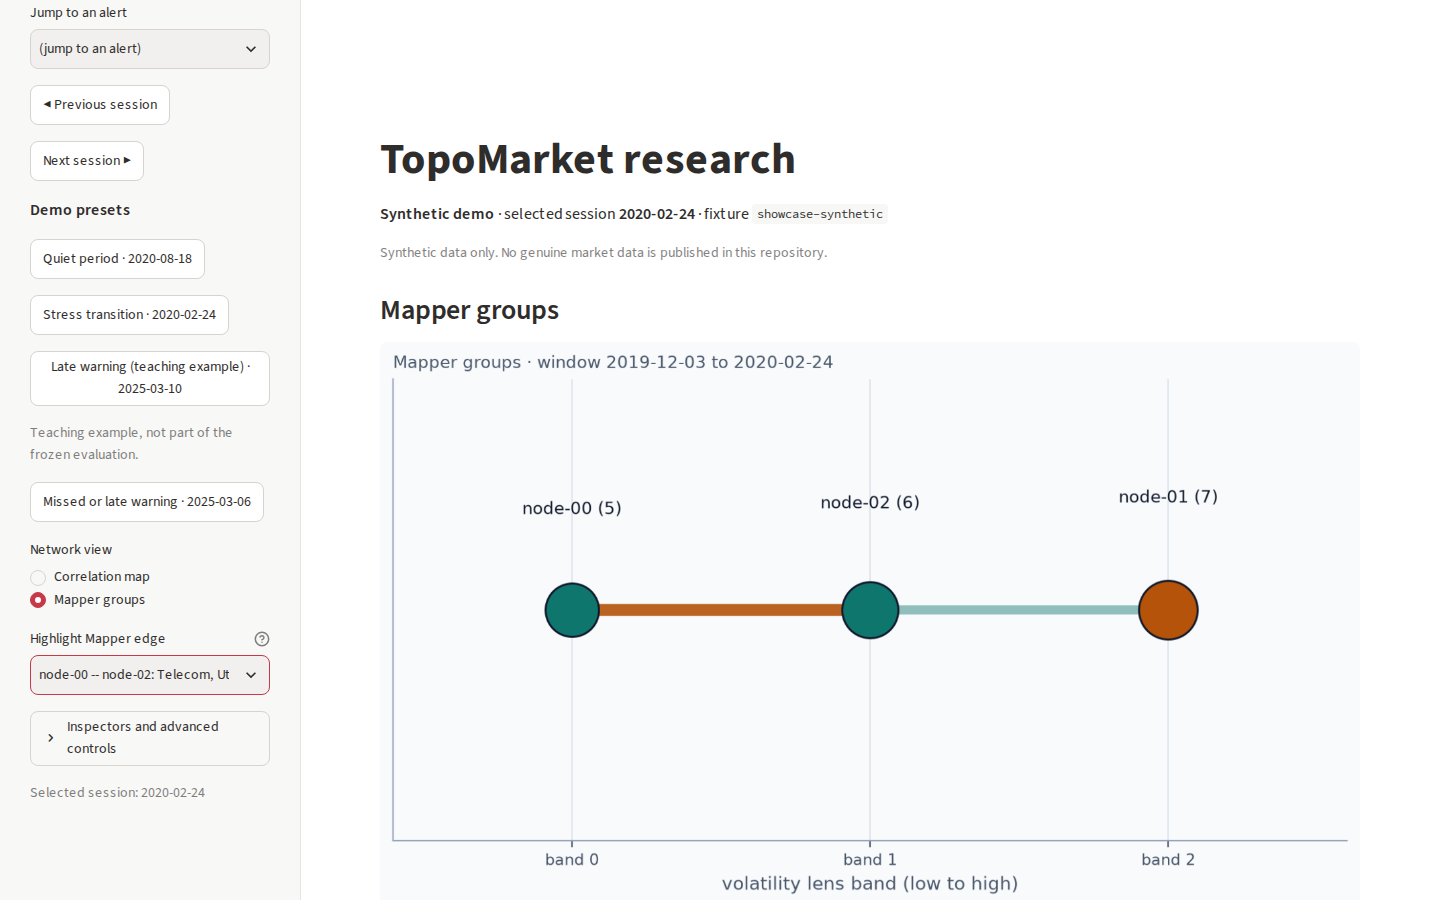 Jump to an alert
(jump to an alert)
◂ Previous session
Next session ▸
Demo presets
Quiet period · 2020-08-18
Stress transition · 2020-02-24
Late warning (teaching example) ·
2025-03-10
Teaching example, not part of the
frozen evaluation.
Missed or late warning · 2025-03-06
Network view
Correlation map
Mapper groups
Highlight Mapper edge
node-00 -- node-02: Telecom, Ut
Inspectors and advanced
controls
Selected session: 2020-02-24
TopoMarket research
Synthetic demo · selected session 2020-02-24 · fixture showcase-synthetic
Synthetic data only. No genuine market data is published in this repository.
Mapper groups
Mapper groups · window 2019-12-03 to 2020-02-24
node-00 (5)
node-02 (6)
node-01 (7)
band 0
band 1
band 2
volatility lens band (low to high)